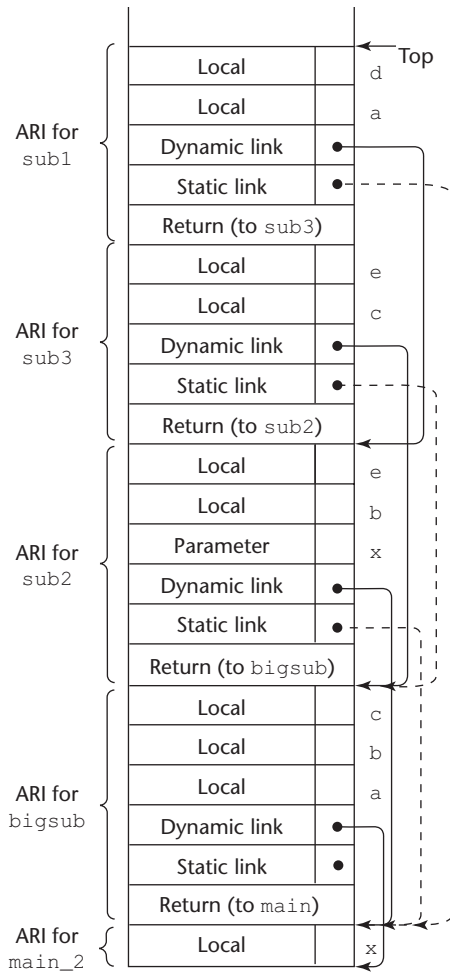 Top
Local d
Local a
ARI for
sub1
Dynamic link
Static link
Return (to sub3)
Local e
Local c
ARI for
sub3
Dynamic link
Static link
Return (to sub2)
Local e
Local b
Parameter x
ARI for
sub2
Dynamic link
Static link
Return (to bigsub)
Local c
Local b
Local a
ARI for
bigsub
Dynamic link
Static link
Return (to main)
ARI for
main_2
Local x